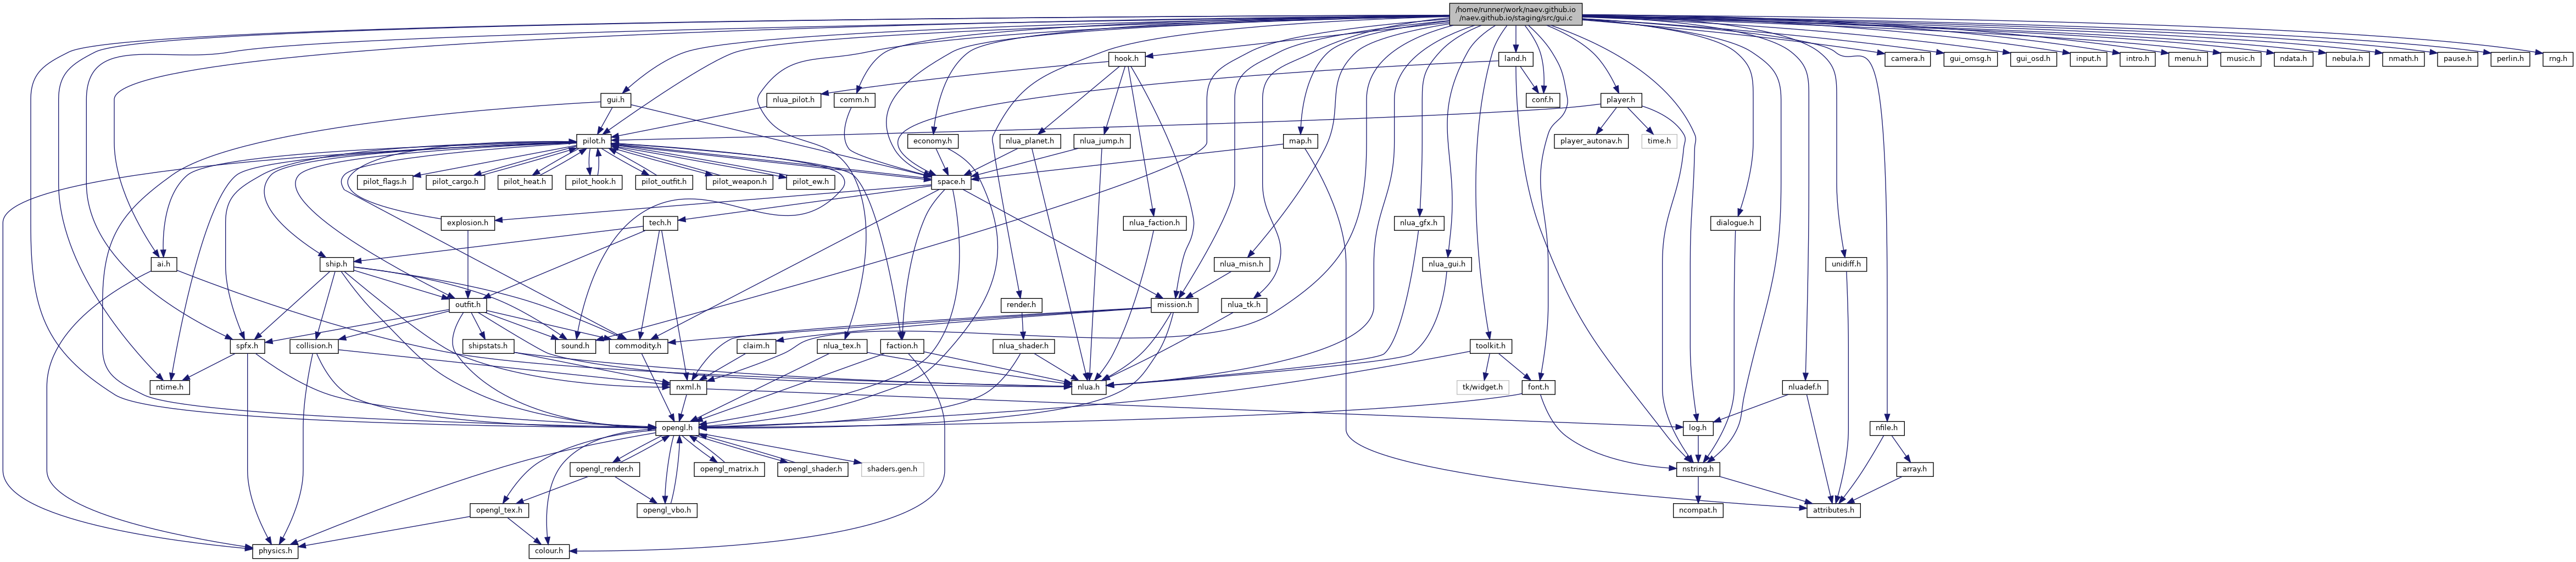 /home/runner/work/naev.github.io
/naev.github.io/staging/src/gui.c
hook.h
land.h
camera.h
gui_omsg.h
gui_osd.h
input.h
intro.h
menu.h
music.h
ndata.h
nebula.h
nmath.h
pause.h
perlin.h
rng.h
gui.h
nlua_pilot.h
comm.h
conf.h
player.h
pilot.h
economy.h
nlua_planet.h
nlua_jump.h
map.h
player_autonav.h
time.h
pilot_flags.h
pilot_cargo.h
pilot_heat.h
pilot_hook.h
pilot_outfit.h
pilot_weapon.h
pilot_ew.h
space.h
explosion.h
tech.h
nlua_faction.h
nlua_gfx.h
dialogue.h
ai.h
ship.h
nlua_misn.h
nlua_gui.h
unidiff.h
outfit.h
render.h
mission.h
nlua_tk.h
spfx.h
collision.h
shipstats.h
sound.h
commodity.h
claim.h
nlua_tex.h
faction.h
nlua_shader.h
toolkit.h
ntime.h
nxml.h
nlua.h
tk/widget.h
font.h
nluadef.h
opengl.h
log.h
nfile.h
opengl_render.h
opengl_matrix.h
opengl_shader.h
shaders.gen.h
nstring.h
array.h
opengl_tex.h
opengl_vbo.h
ncompat.h
attributes.h
physics.h
colour.h